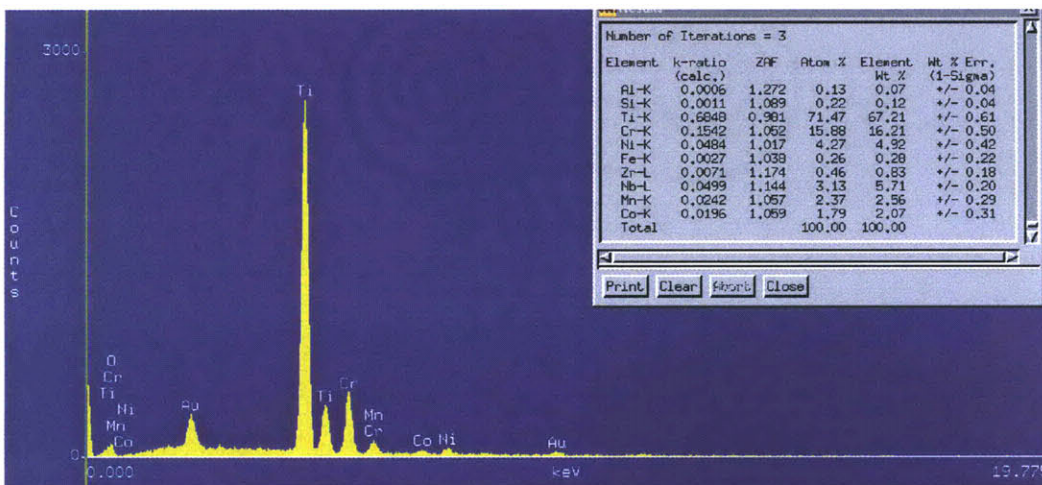 3000
Counts
0
0.000
keV
19.779
O
Cr
Ti
Ni
Mn
Co
Au
Ti
Ti
Cr
Mn
Cr
Co
Ni
Au
Number of Iterations = 3
Element k-ratio ZAF Atom % Element Wt % Err.
(calc.) Wt % (1-Sigma)
Al-K 0.0006 1.272 0.13 0.07 +/- 0.04
Si-K 0.0011 1.089 0.22 0.12 +/- 0.04
Ti-K 0.6848 0.981 71.47 67.21 +/- 0.61
Cr-K 0.1542 1.052 15.88 16.21 +/- 0.50
Ni-K 0.0484 1.017 4.27 4.92 +/- 0.42
Fe-K 0.0027 1.038 0.26 0.28 +/- 0.22
Zr-L 0.0071 1.174 0.46 0.83 +/- 0.18
Nb-L 0.0499 1.144 3.13 5.71 +/- 0.20
Mn-K 0.0242 1.057 2.37 2.56 +/- 0.29
Co-K 0.0196 1.059 1.79 2.07 +/- 0.31
Total 100.00 100.00
Print Clear Abort Close